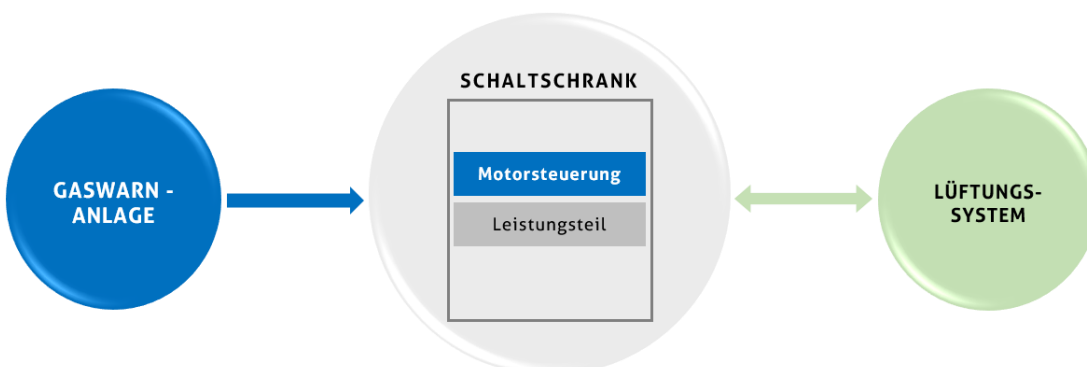 SCHALTSCHRANK
GASWARN -
ANLAGE
Motorsteuerung
Leistungsteil
LÜFTUNGS-
SYSTEM